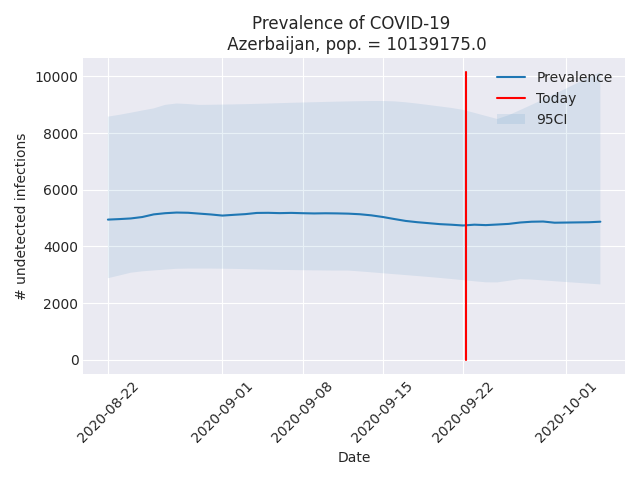 Prevalence of COVID-19
Azerbaijan, pop. = 10139175.0
# undetected infections
10000
8000
6000
4000
2000
0
Prevalence
Today
95CI
2020-08-22
2020-09-01
2020-09-08
2020-09-15
2020-09-22
2020-10-01
Date